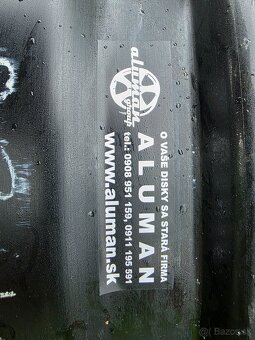 aluman
group
O VAŠE DISKY SA STARÁ FIRMA
ALUMAN
tel.: 0908 951 159, 0911 195 591
www.aluman.sk
Bazoš.sk